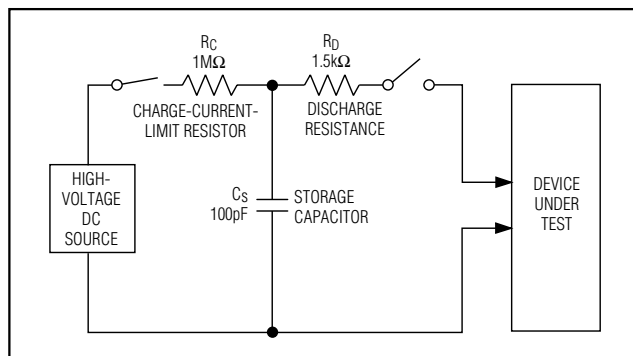 RC
1MΩ
CHARGE-CURRENT-
LIMIT RESISTOR
RD
1.5kΩ
DISCHARGE
RESISTANCE
HIGH-
VOLTAGE
DC
SOURCE
CS
100pF
STORAGE
CAPACITOR
DEVICE
UNDER
TEST